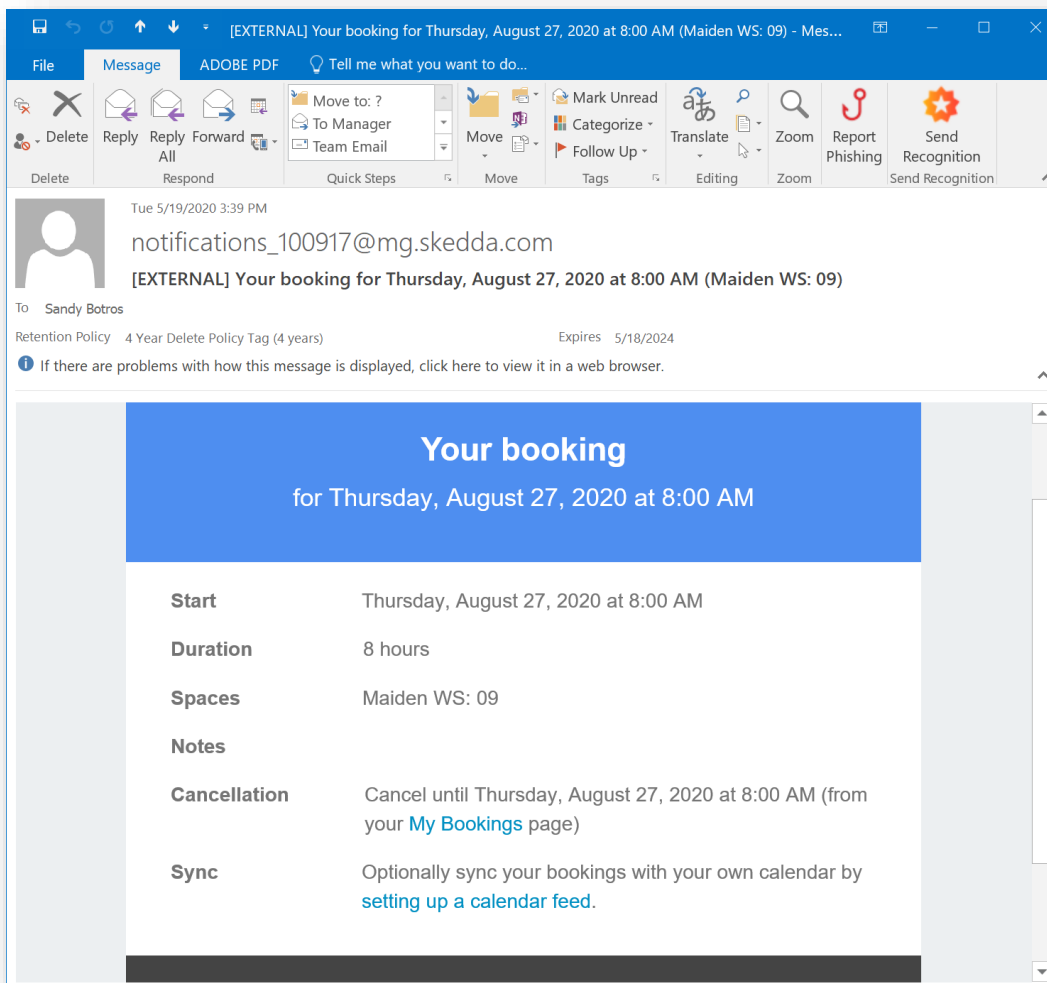 [EXTERNAL] Your booking for Thursday, August 27, 2020 at 8:00 AM (Maiden WS: 09) - Mes...
File Message ADOBE PDF Tell me what you want to do...
Delete
Reply
Reply All
Forward
Move to: ?
To Manager
Team Email
Move
Mark Unread
Categorize
Follow Up
Translate
Zoom
Report Phishing
Send Recognition
Delete Respond Quick Steps Move Tags Editing Zoom Send Recognition
Tue 5/19/2020 3:39 PM
notifications_100917@mg.skedda.com
[EXTERNAL] Your booking for Thursday, August 27, 2020 at 8:00 AM (Maiden WS: 09)
To Sandy Botros
Retention Policy 4 Year Delete Policy Tag (4 years) Expires 5/18/2024
If there are problems with how this message is displayed, click here to view it in a web browser.
Your booking
for Thursday, August 27, 2020 at 8:00 AM
Start Thursday, August 27, 2020 at 8:00 AM
Duration 8 hours
Spaces Maiden WS: 09
Notes
Cancellation Cancel until Thursday, August 27, 2020 at 8:00 AM (from
your My Bookings page)
Sync Optionally sync your bookings with your own calendar by
setting up a calendar feed.